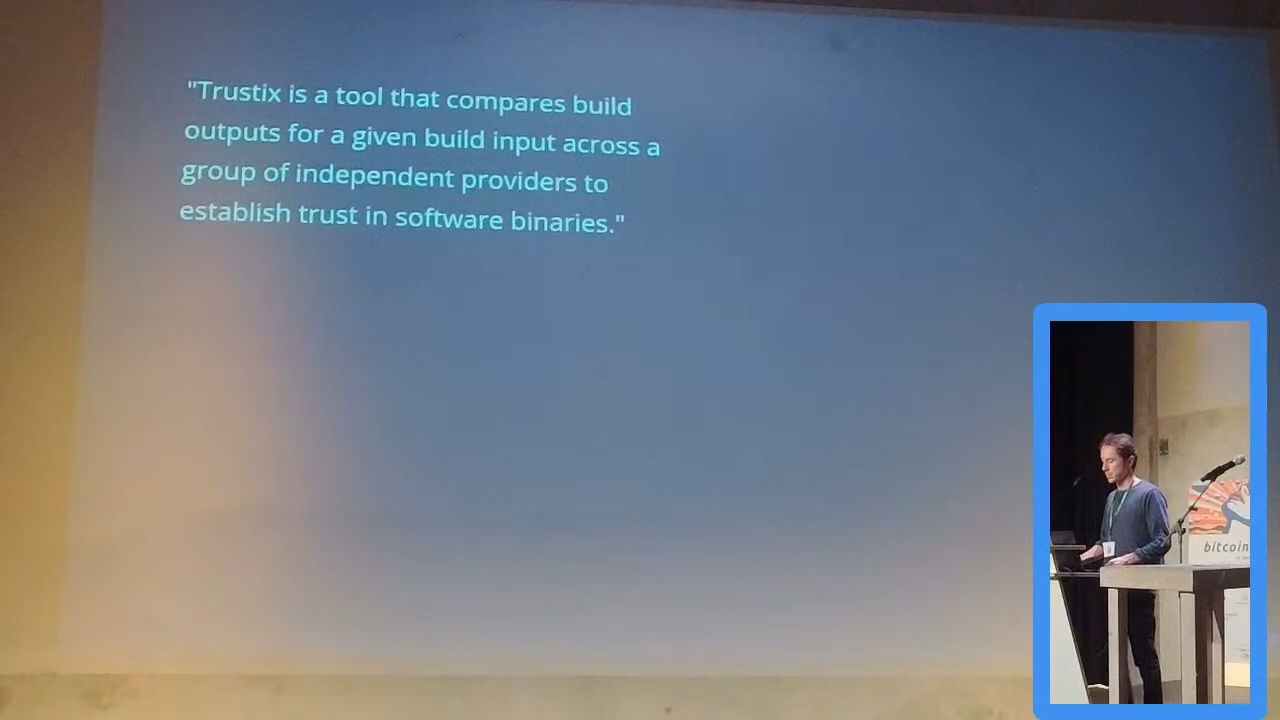 "Trustix is a tool that compares build
outputs for a given build input across a
group of independent providers to
establish trust in software binaries."
bitcoin